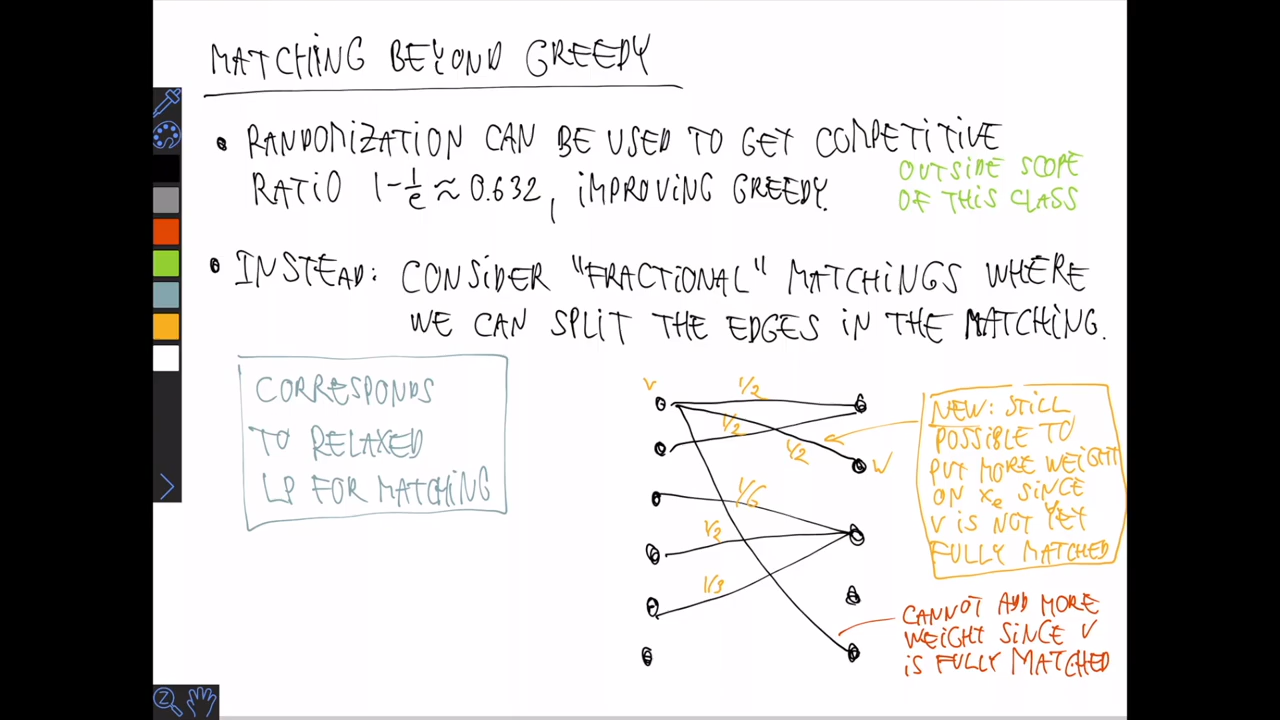 MATCHING BEYOND GREEDY
• RANDOMIZATION CAN BE USED TO GET COMPETITIVE
RATIO 1-1/e ≈ 0.632, IMPROVING GREEDY.
OUTSIDE SCOPE
OF THIS CLASS
• INSTEAD: CONSIDER "FRACTIONAL" MATCHINGS WHERE
WE CAN SPLIT THE EDGES IN THE MATCHING.
CORRESPONDS
TO RELAXED
LP FOR MATCHING
V
1/2
1/2
1/2
W
1/6
1/2
1/3
NEW: STILL
POSSIBLE TO
PUT MORE WEIGHT
ON xₑ SINCE
V IS NOT YET
FULLY MATCHED
CANNOT ADD MORE
WEIGHT SINCE V
IS FULLY MATCHED
Z